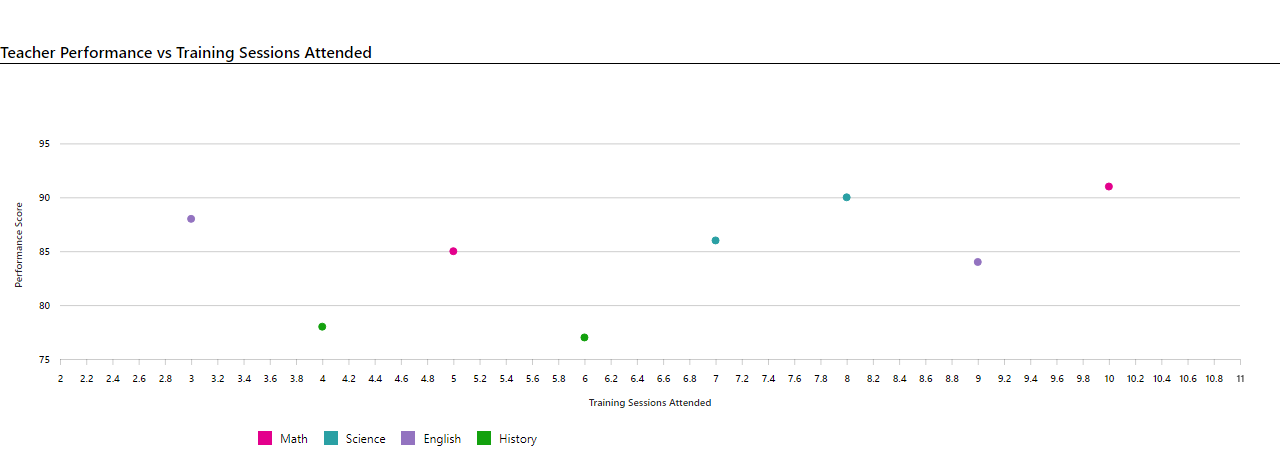 Teacher Performance vs Training Sessions Attended
95
90
85
80
75
Performance Score
2 2.2 2.4 2.6 2.8 3 3.2 3.4 3.6 3.8 4 4.2 4.4 4.6 4.8 5 5.2 5.4 5.6 5.8 6 6.2 6.4 6.6 6.8 7 7.2 7.4 7.6 7.8 8 8.2 8.4 8.6 8.8 9 9.2 9.4 9.6 9.8 10 10.2 10.4 10.6 10.8 11
Training Sessions Attended
Math Science English History